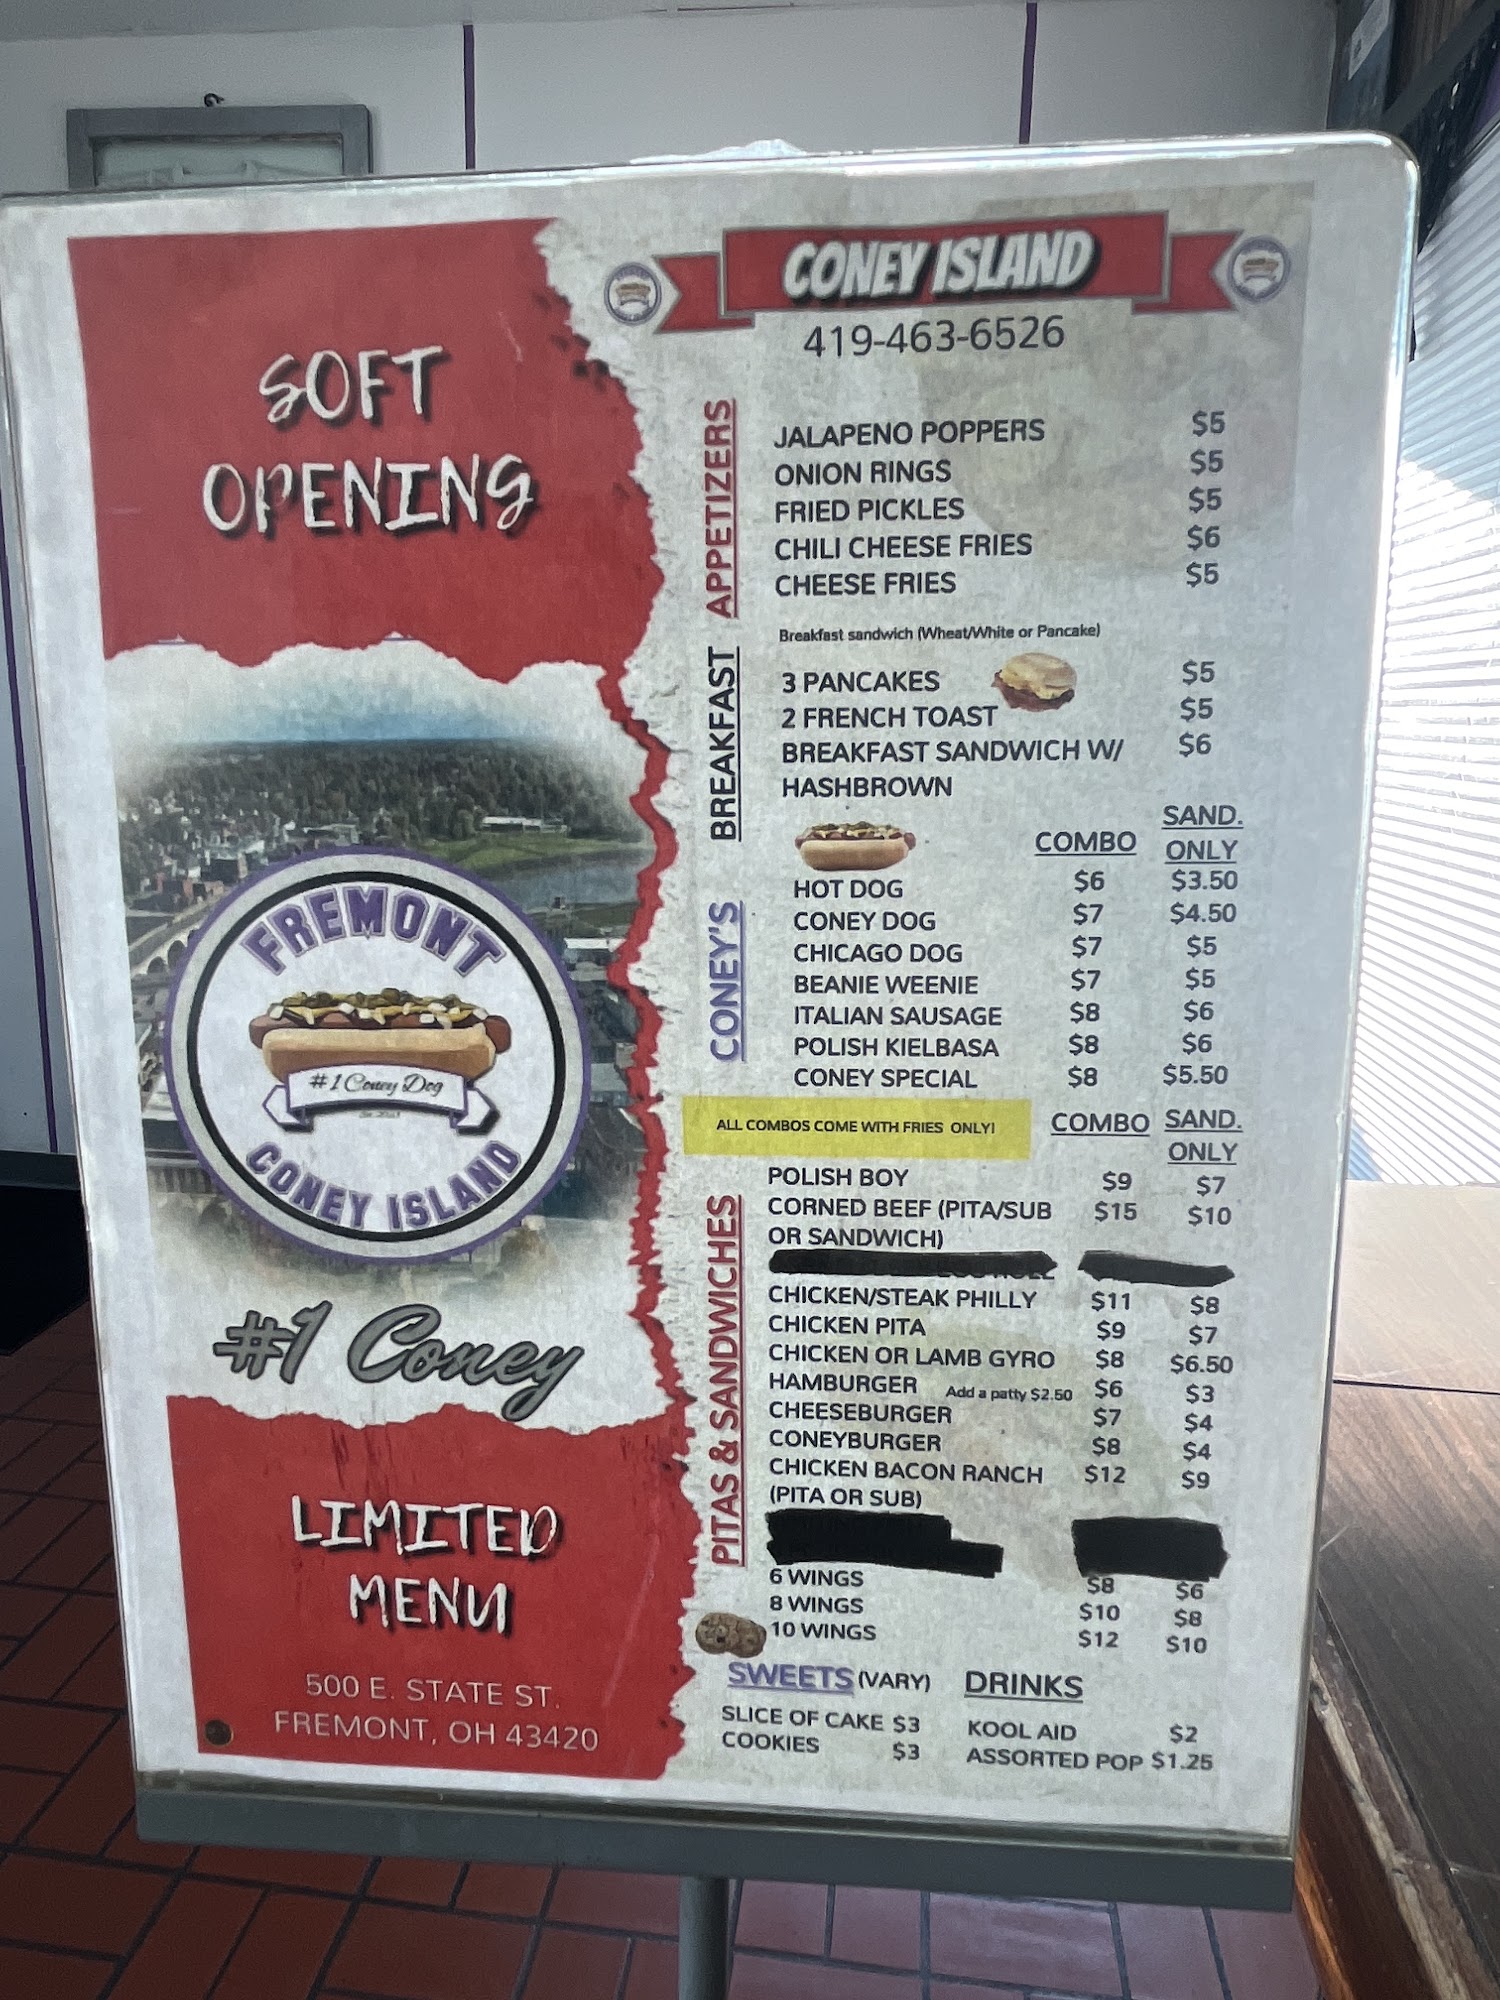 SOFT
OPENING
FREMONT
#1 Coney Dog
CONEY ISLAND
#1 Coney
LIMITED
MENU
500 E. STATE ST.
FREMONT, OH 43420
CONEY ISLAND
419-463-6526
APPETIZERS
JALAPENO POPPERS $5
ONION RINGS $5
FRIED PICKLES $5
CHILI CHEESE FRIES $6
CHEESE FRIES $5
BREAKFAST
Breakfast sandwich (Wheat/White or Pancake)
3 PANCAKES $5
2 FRENCH TOAST $5
BREAKFAST SANDWICH W/ $6
HASHBROWN
CONEY'S
COMBO SAND. ONLY
HOT DOG $6 $3.50
CONEY DOG $7 $4.50
CHICAGO DOG $7 $5
BEANIE WEENIE $7 $5
ITALIAN SAUSAGE $8 $6
POLISH KIELBASA $8 $6
CONEY SPECIAL $8 $5.50
ALL COMBOS COME WITH FRIES ONLY!
COMBO SAND. ONLY
PITAS & SANDWICHES
POLISH BOY $9 $7
CORNED BEEF (PITA/SUB $15 $10
OR SANDWICH)
CHICKEN/STEAK PHILLY $11 $8
CHICKEN PITA $9 $7
CHICKEN OR LAMB GYRO $8 $6.50
HAMBURGER Add a patty $2.50 $6 $3
CHEESEBURGER $7 $4
CONEYBURGER $8 $4
CHICKEN BACON RANCH $12 $9
(PITA OR SUB)
6 WINGS $8 $6
8 WINGS $10 $8
10 WINGS $12 $10
SWEETS (VARY)
SLICE OF CAKE $3
COOKIES $3
DRINKS
KOOL AID $2
ASSORTED POP $1.25